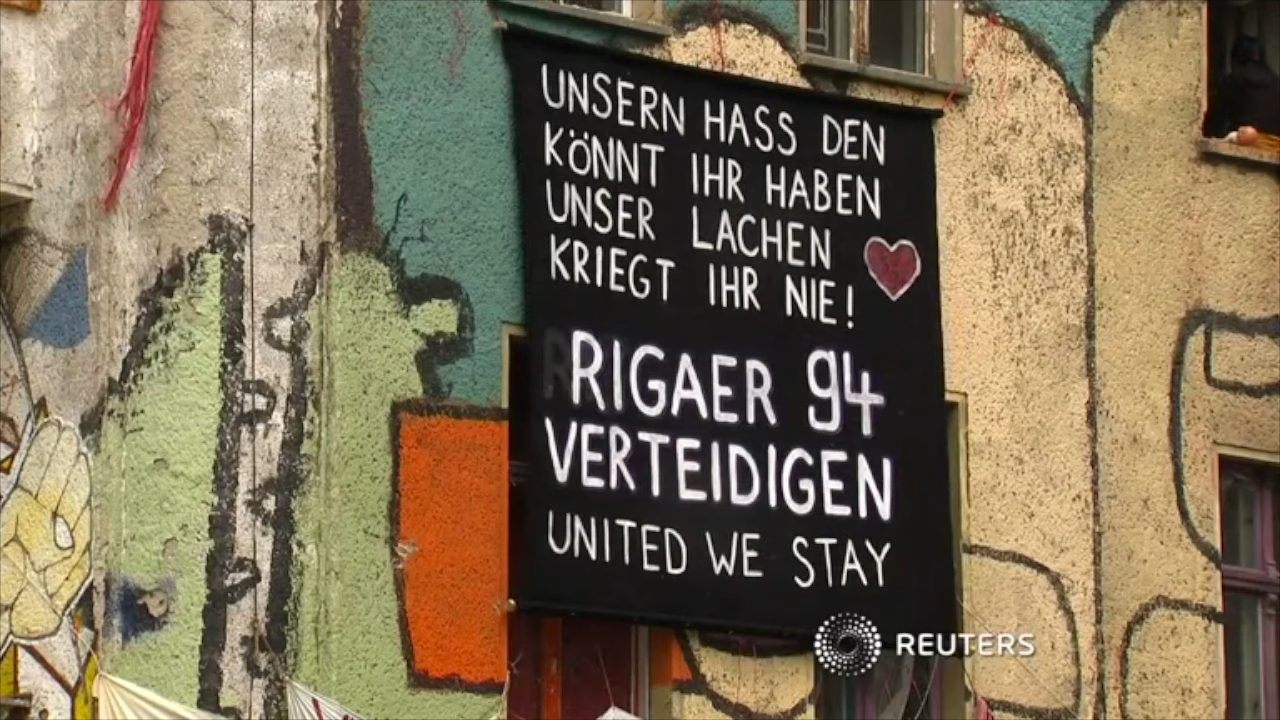 UNSERN HASS DEN
KÖNNT IHR HABEN
UNSER LACHEN
KRIEGT IHR NIE!
RIGAER 94
VERTEIDIGEN
UNITED WE STAY
REUTERS